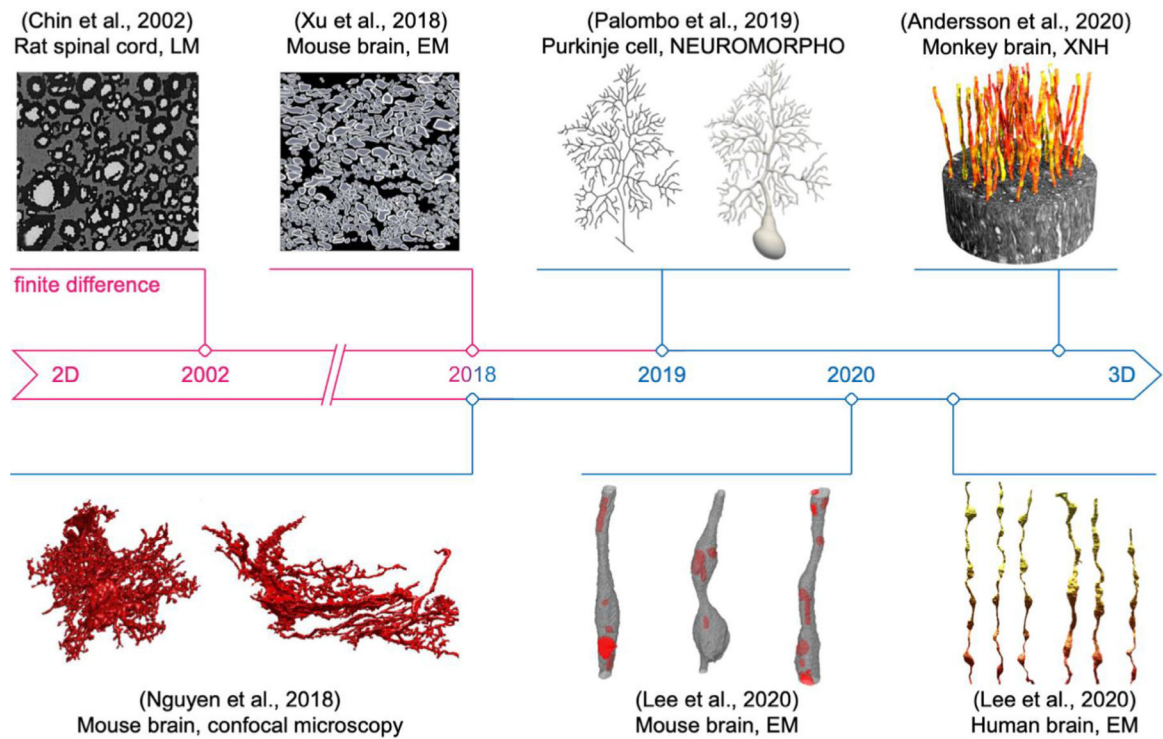 (Chin et al., 2002)
Rat spinal cord, LM
(Xu et al., 2018)
Mouse brain, EM
(Palombo et al., 2019)
Purkinje cell, NEUROMORPHO
(Andersson et al., 2020)
Monkey brain, XNH
finite difference
2D
2002
2018
2019
2020
3D
(Nguyen et al., 2018)
Mouse brain, confocal microscopy
(Lee et al., 2020)
Mouse brain, EM
(Lee et al., 2020)
Human brain, EM